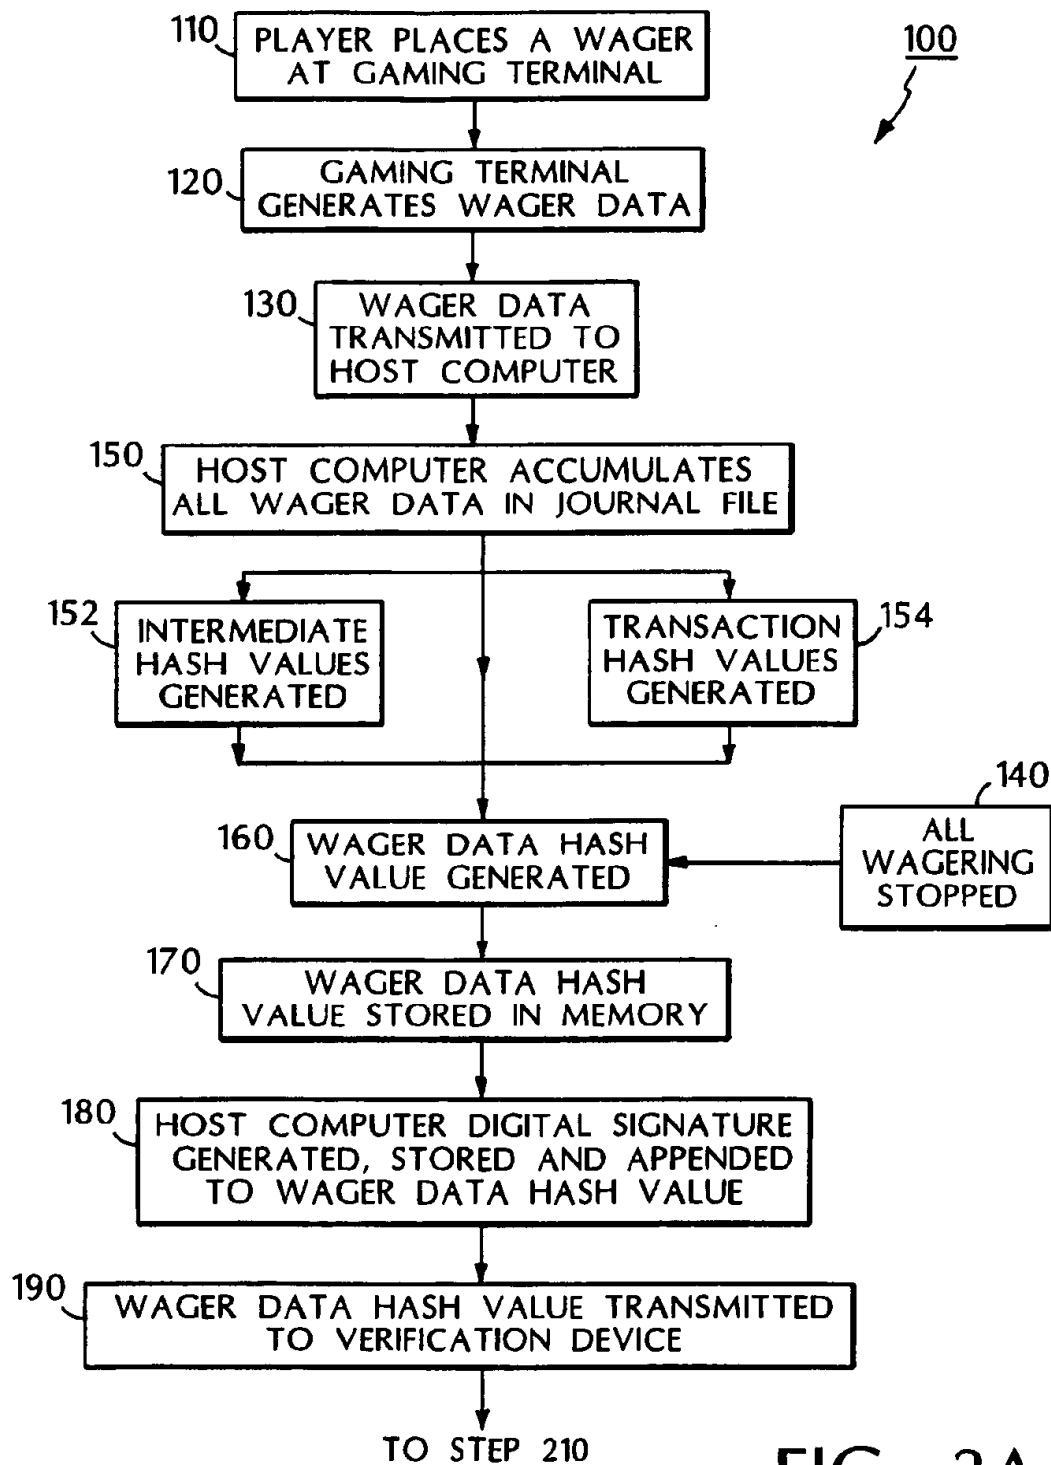 110
PLAYER PLACES A WAGER
AT GAMING TERMINAL
100
120
GAMING TERMINAL
GENERATES WAGER DATA
130
WAGER DATA
TRANSMITTED TO
HOST COMPUTER
150
HOST COMPUTER ACCUMULATES
ALL WAGER DATA IN JOURNAL FILE
152
INTERMEDIATE
HASH VALUES
GENERATED
TRANSACTION
HASH VALUES
GENERATED
154
140
ALL
WAGERING
STOPPED
160
WAGER DATA HASH
VALUE GENERATED
170
WAGER DATA HASH
VALUE STORED IN MEMORY
180
HOST COMPUTER DIGITAL SIGNATURE
GENERATED, STORED AND APPENDED
TO WAGER DATA HASH VALUE
190
WAGER DATA HASH VALUE TRANSMITTED
TO VERIFICATION DEVICE
TO STEP 210